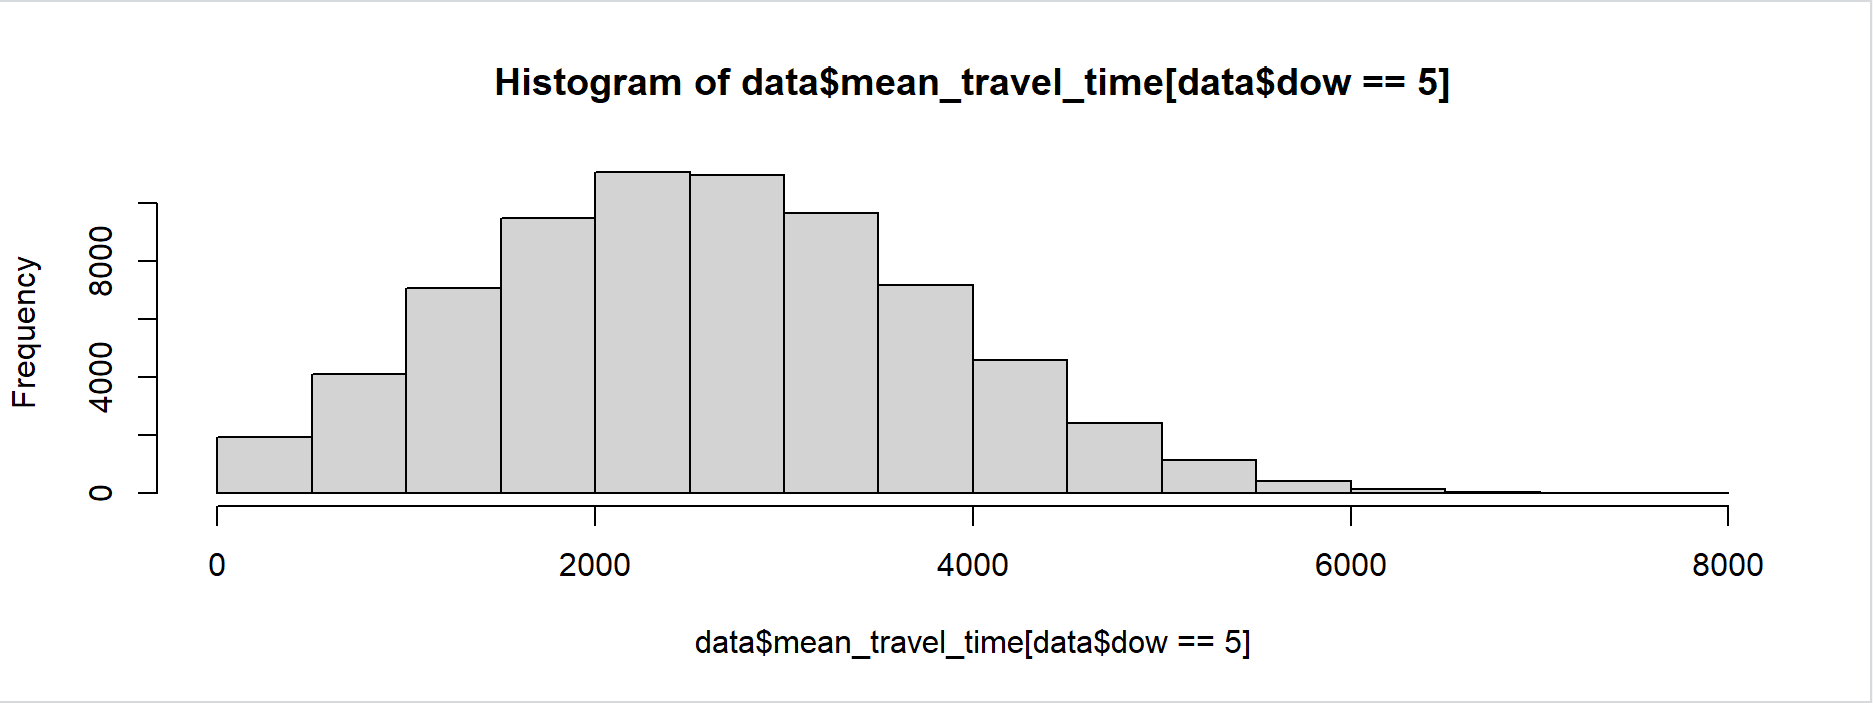 Histogram of data$mean_travel_time[data$dow == 5]
Frequency
8000
4000
0
0 2000 4000 6000 8000
data$mean_travel_time[data$dow == 5]